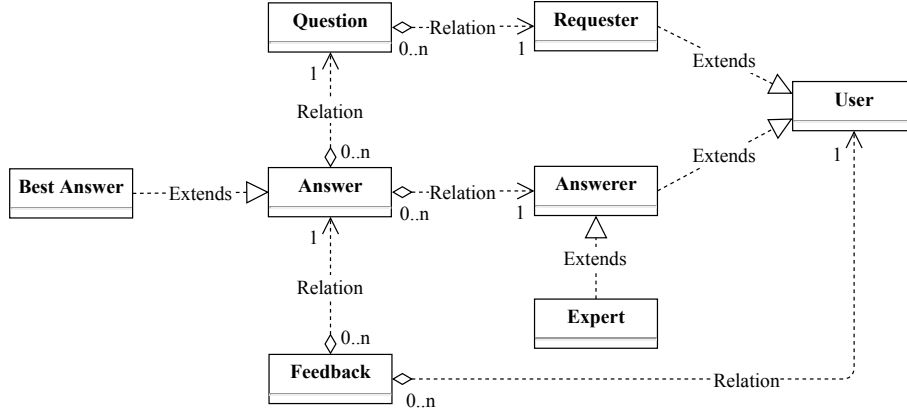 Question
0..n
Relation
1
Requester
Extends
User
1
1
Relation
0..n
Best Answer
Extends
Answer
0..n
Relation
1
Answerer
Extends
1
Relation
0..n
Extends
Expert
Feedback
0..n
Relation